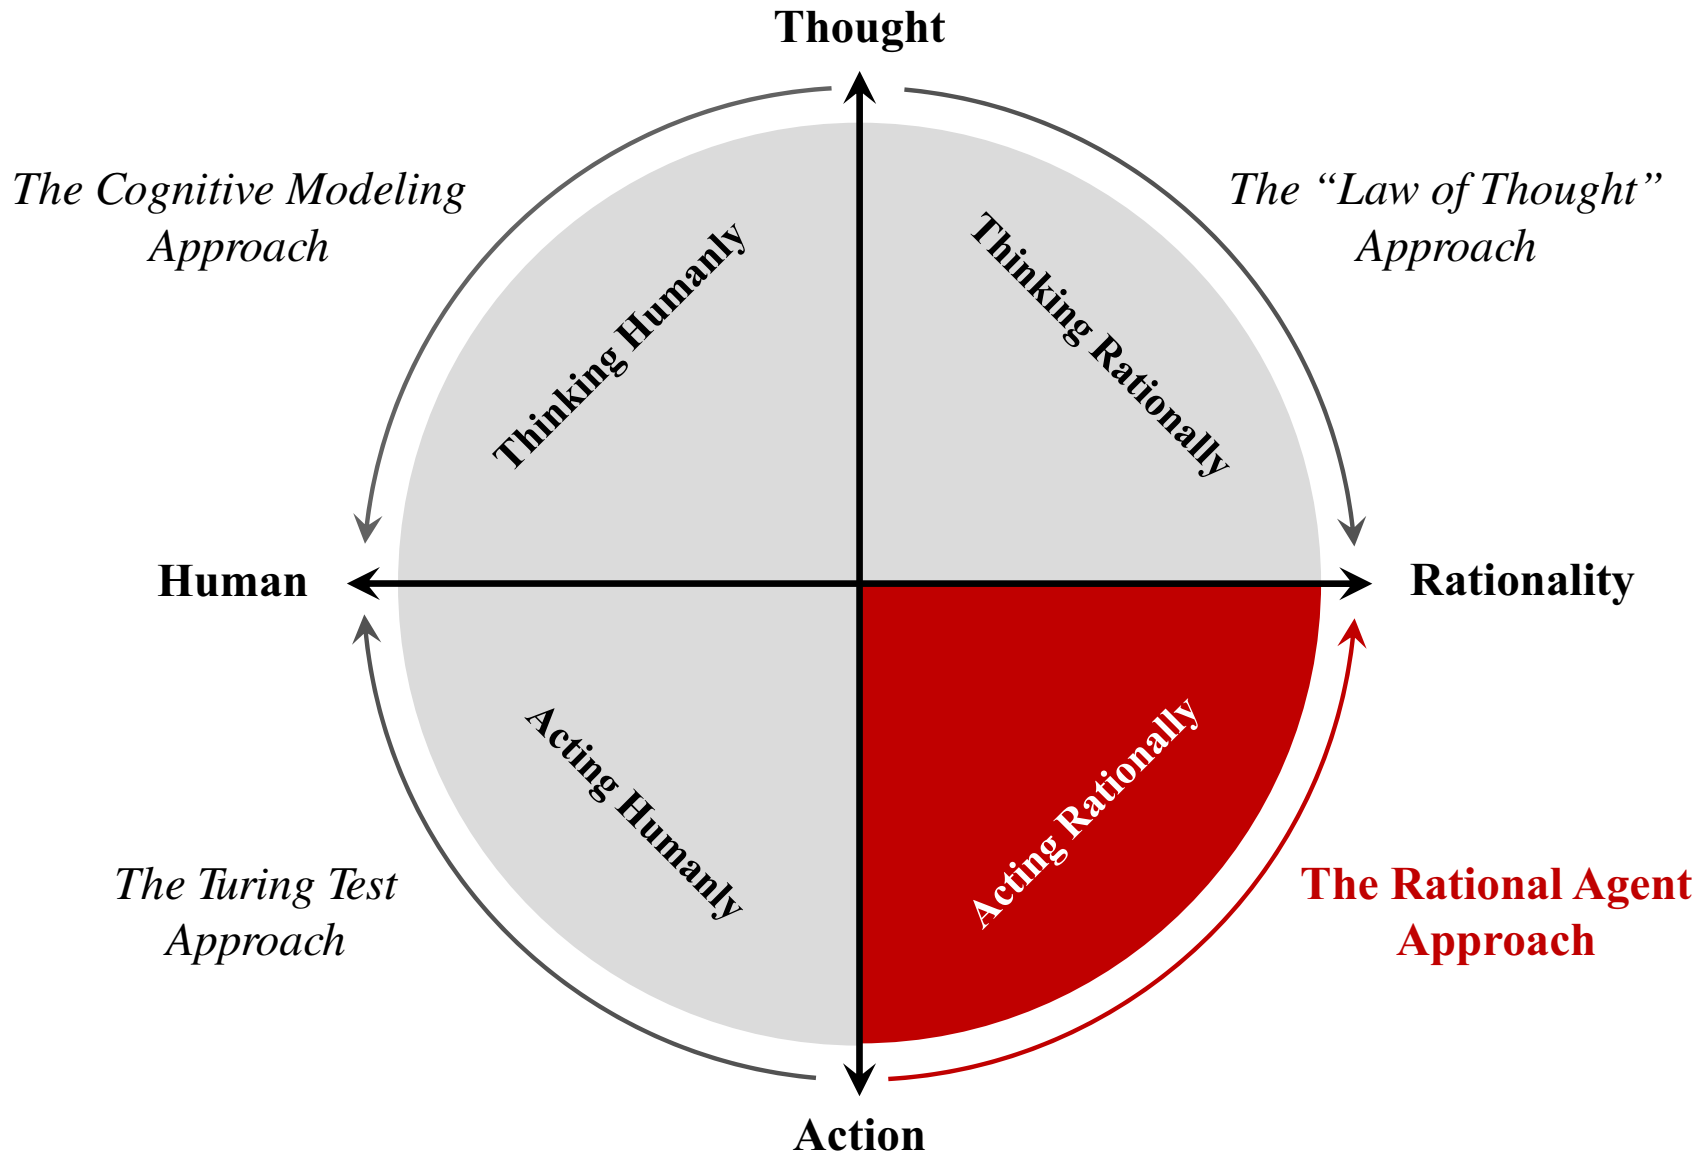 Thought
The Cognitive Modeling
Approach
The “Law of Thought”
Approach
Thinking Humanly
Thinking Rationally
Human
Rationality
Acting Humanly
Acting Rationally
The Turing Test
Approach
The Rational Agent
Approach
Action